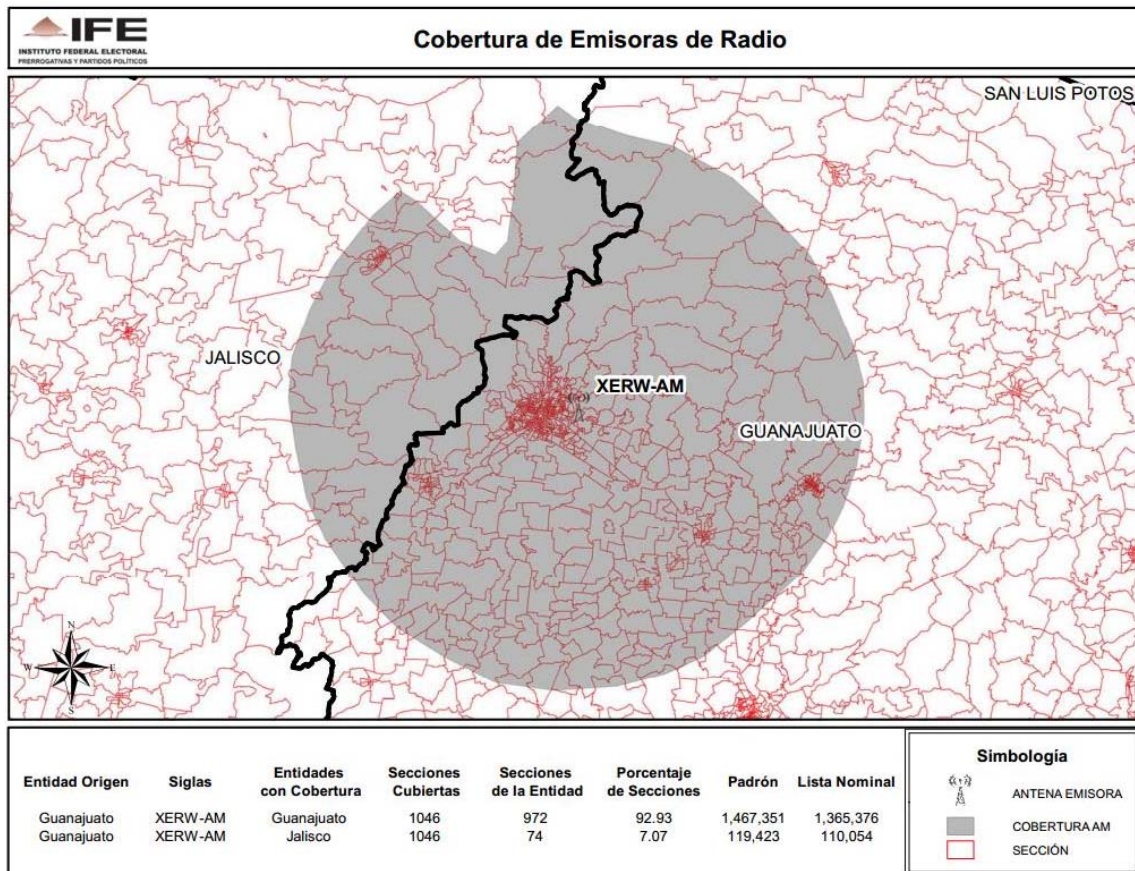 IFE
INSTITUTO FEDERAL ELECTORAL
PRERROGATIVAS Y PARTIDOS POLÍTICOS
Cobertura de Emisoras de Radio
SAN LUIS POTOS
JALISCO
XERW-AM
GUANAJUATO
N
W E
S
Entidad Origen Siglas Entidades con Cobertura Secciones Cubiertas Secciones de la Entidad Porcentaje de Secciones Padrón Lista Nominal
Guanajuato XERW-AM Guanajuato 1046 972 92.93 1,467,351 1,365,376
Guanajuato XERW-AM Jalisco 1046 74 7.07 119,423 110,054
Simbología
ANTENA EMISORA
COBERTURA AM
SECCIÓN